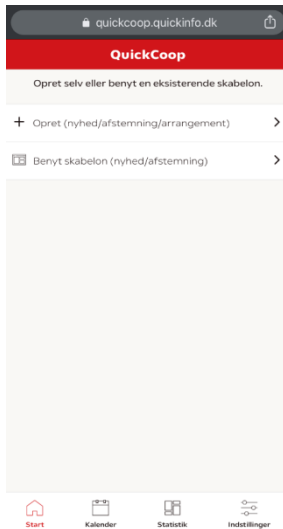 quickcoop.quickinfo.dk
QuickCoop
Opret selv eller benyt en eksisterende skabelon.
Opret (nyhed/afstemning/arrangement)
Benyt skabelon (nyhed/afstemning)
Start Kalender Statistik Indstillinger